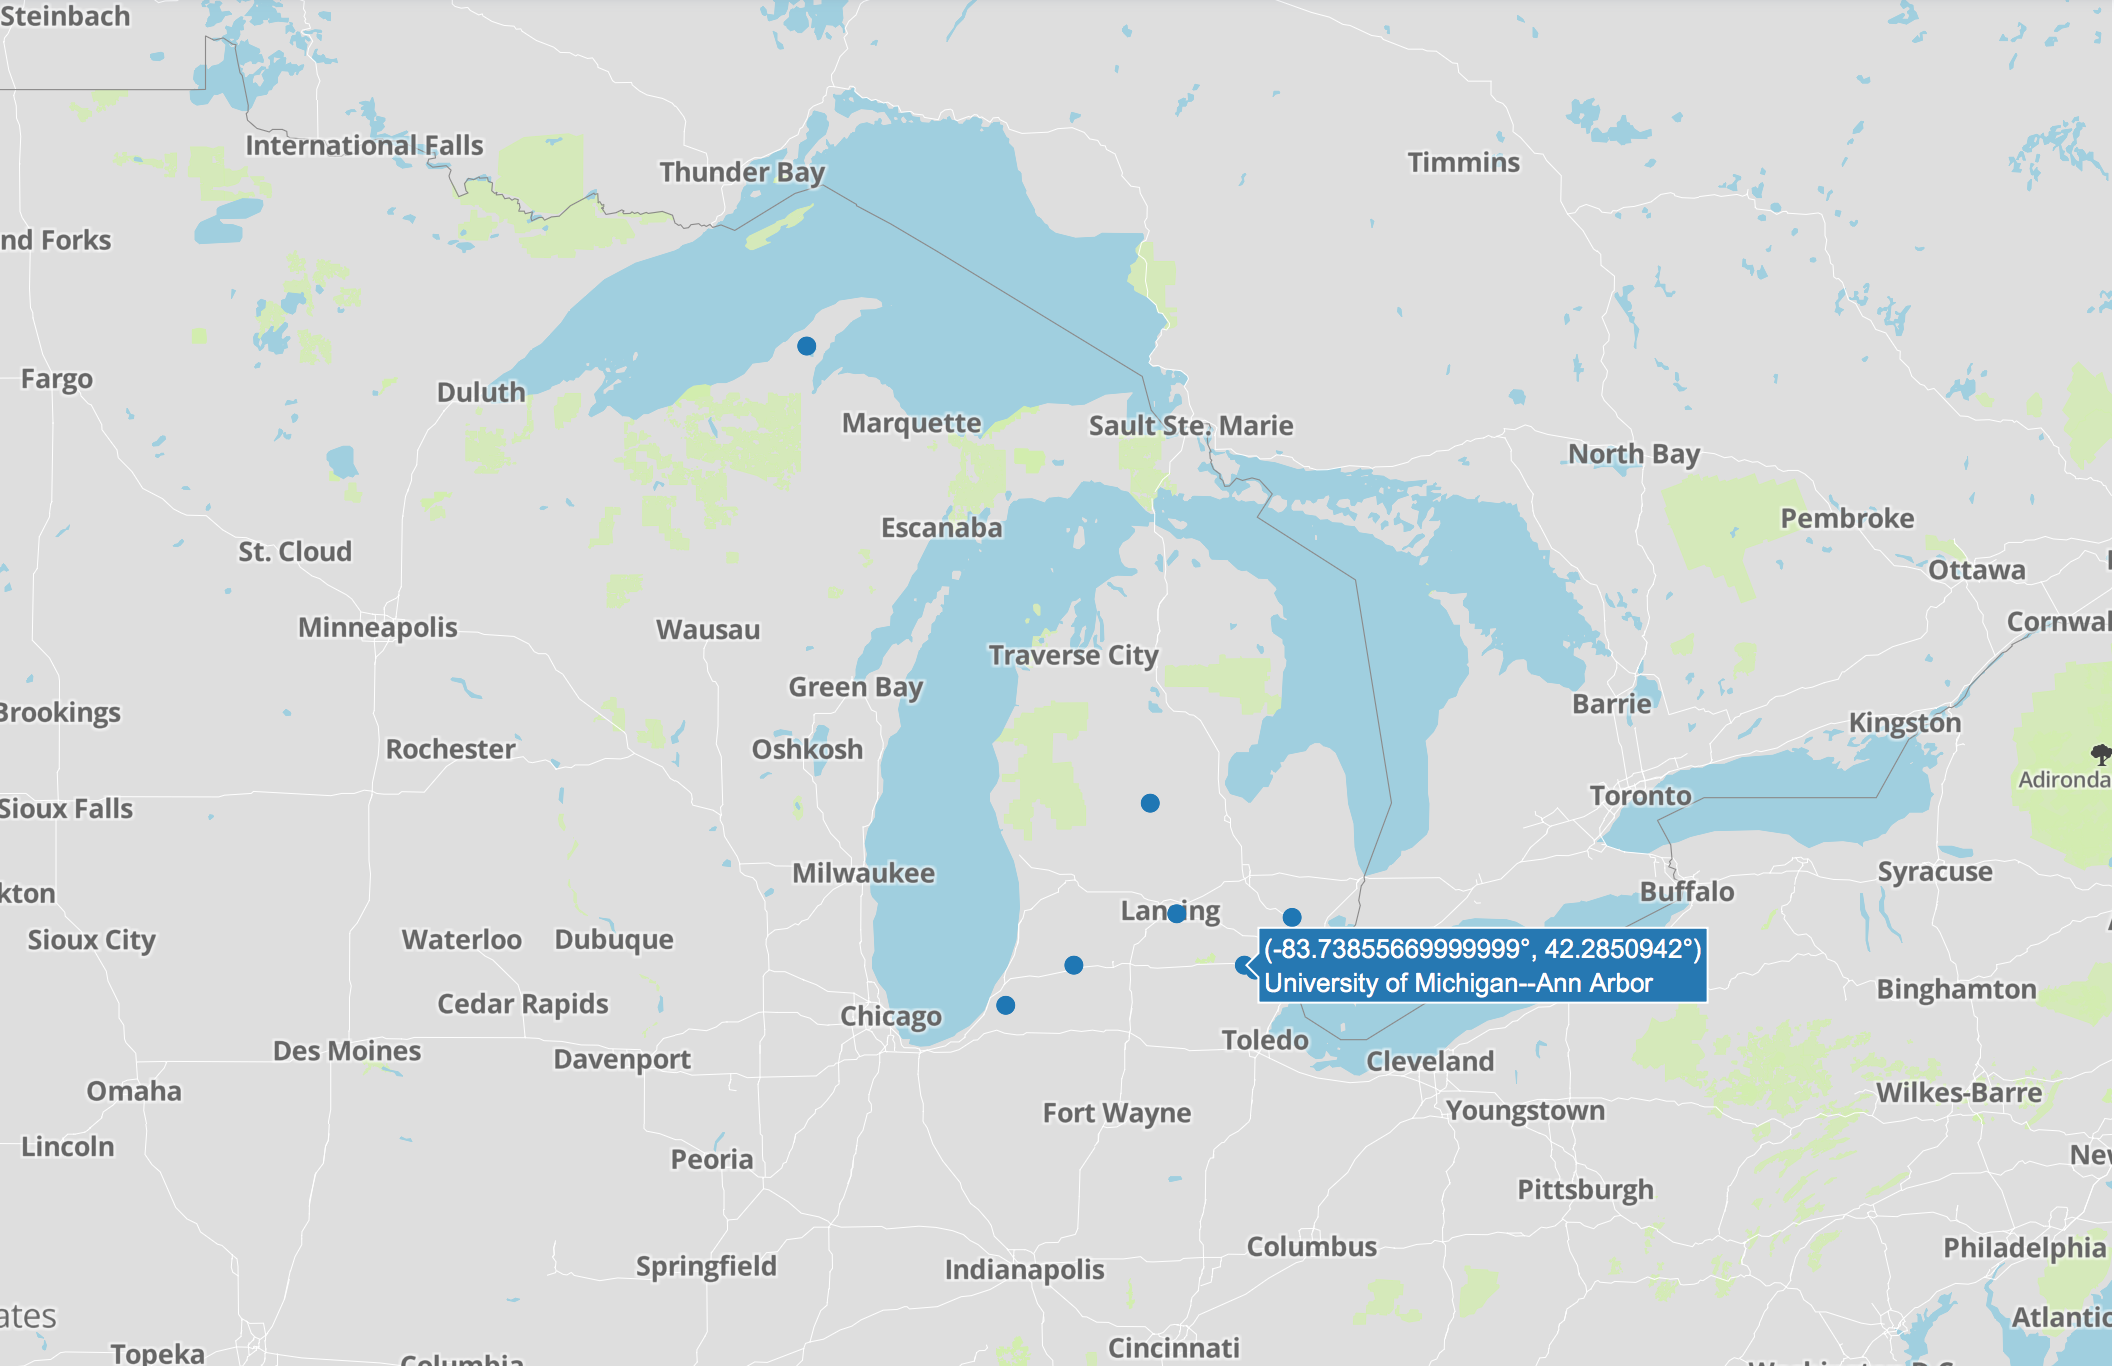 Steinbach
International Falls
Thunder Bay
Timmins
nd Forks
Fargo
Duluth
Marquette
Sault Ste. Marie
North Bay
Pembroke
Escanaba
St. Cloud
Ottawa
Cornwal
Minneapolis
Wausau
Traverse City
Green Bay
Barrie
Brookings
Kingston
Rochester
Oshkosh
Adironda
Toronto
Sioux Falls
Milwaukee
Syracuse
kton
Buffalo
Lansing
Sioux City
Waterloo
Dubuque
(-83.73855669999999°, 42.2850942°)
University of Michigan--Ann Arbor
Binghamton
Cedar Rapids
Chicago
Toledo
Des Moines
Davenport
Cleveland
Omaha
Wilkes-Barre
Fort Wayne
Youngstown
Lincoln
Peoria
Nev
Pittsburgh
Columbus
Philadelphia
Springfield
Indianapolis
ates
Atlantic
Topeka
Cincinnati
Columbia